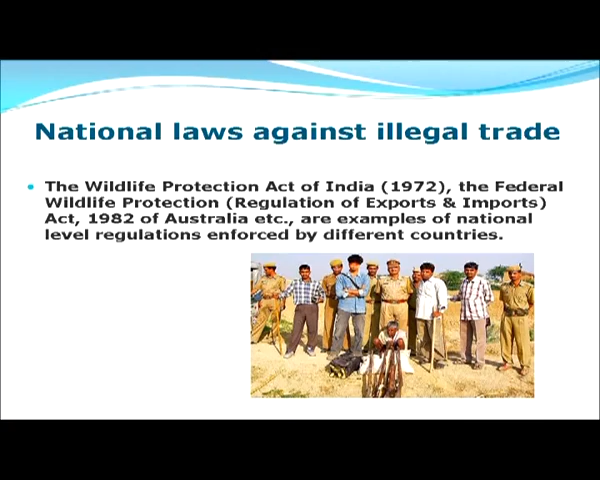 National laws against illegal trade
The Wildlife Protection Act of India (1972), the Federal
Wildlife Protection (Regulation of Exports & Imports)
Act, 1982 of Australia etc., are examples of national
level regulations enforced by different countries.